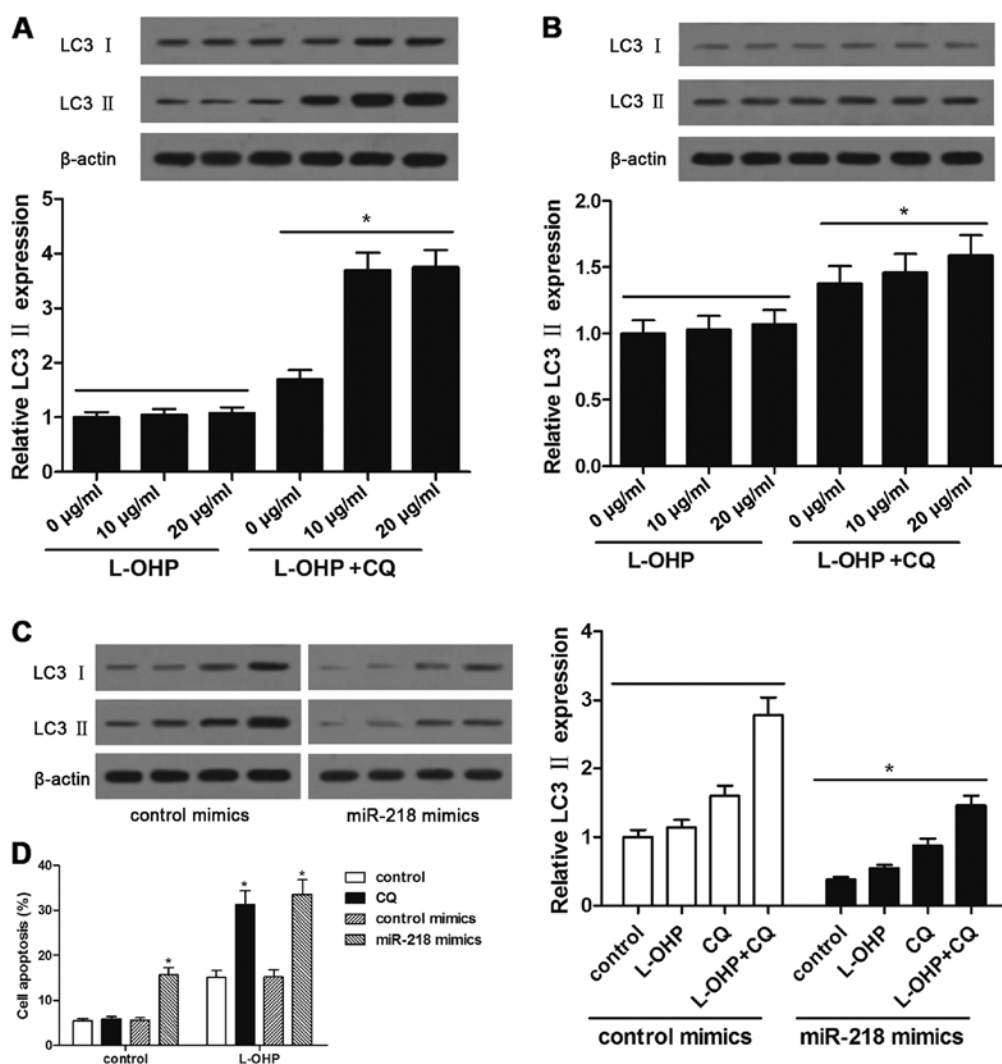 A
LC3 Ⅰ
LC3 Ⅱ
β-actin
Relative LC3 Ⅱ expression
5
4
3
2
1
0
*
0 μg/ml
10 μg/ml
20 μg/ml
0 μg/ml
10 μg/ml
20 μg/ml
L-OHP
L-OHP +CQ
B
LC3 Ⅰ
LC3 Ⅱ
β-actin
Relative LC3 Ⅱ expression
2.0
1.5
1.0
0.5
0.0
*
0 μg/ml
10 μg/ml
20 μg/ml
0 μg/ml
10 μg/ml
20 μg/ml
L-OHP
L-OHP +CQ
C
LC3 Ⅰ
LC3 Ⅱ
β-actin
control mimics
miR-218 mimics
Relative LC3 Ⅱ expression
4
3
2
1
0
*
control
L-OHP
CQ
L-OHP+CQ
control
L-OHP
CQ
L-OHP+CQ
control mimics
miR-218 mimics
D
Cell apoptosis (%)
40
30
20
10
0
*
*
*
control
L-OHP
control
CQ
control mimics
miR-218 mimics